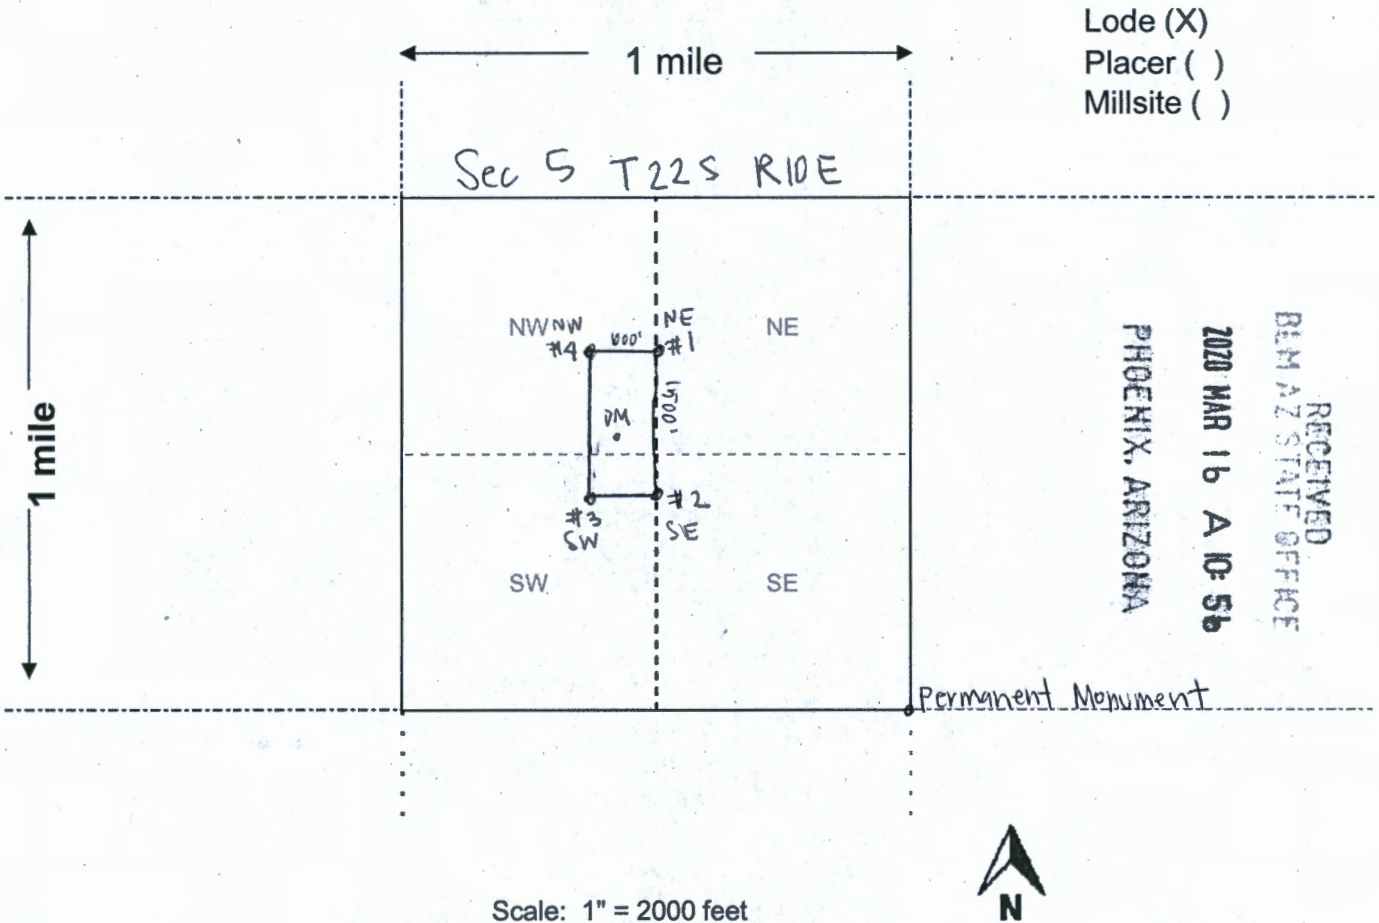 Lode (X)
Placer ( )
Millsite ( )
1 mile
Sec 5 T22S R10E
1 mile
NW
NW
#4
600'
NE
#1
NE
1500'
DM
#3
SW
#2
SE
SW
SE
RECEIVED
BLM AZ STATE OFFICE
2020 MAR 16 A 10:56
PHOENIX, ARIZONA
Permanent Monument
Scale: 1" = 2000 feet
N